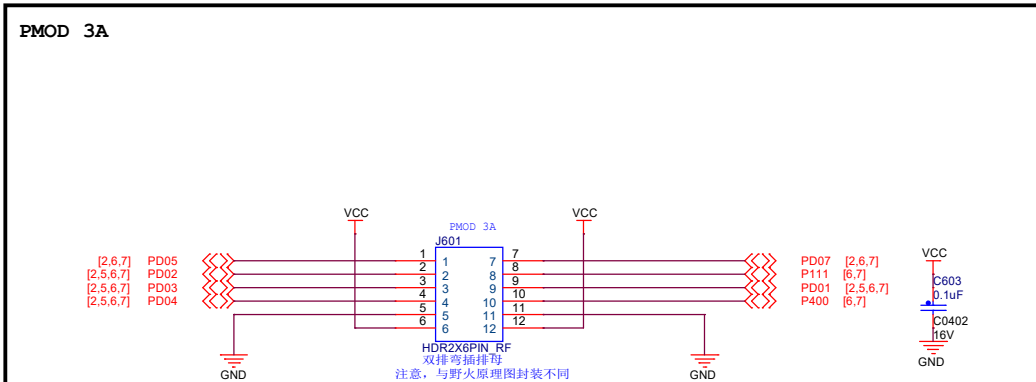 PMOD 3A
VCC
VCC
PMOD 3A
J601
1 1 7 7
2 2 8 8
3 3 9 9
4 4 10 10
5 5 11 11
6 6 12 12
[2,6,7] PD05
[2,5,6,7] PD02
[2,5,6,7] PD03
[2,5,6,7] PD04
PD07 [2,6,7]
P111 [6,7]
PD01 [2,5,6,7]
P400 [6,7]
HDR2X6PIN_RF
双排弯插排母
注意，与野火原理图封装不同
GND
GND
VCC
C603
0.1uF
C0402
16V
GND